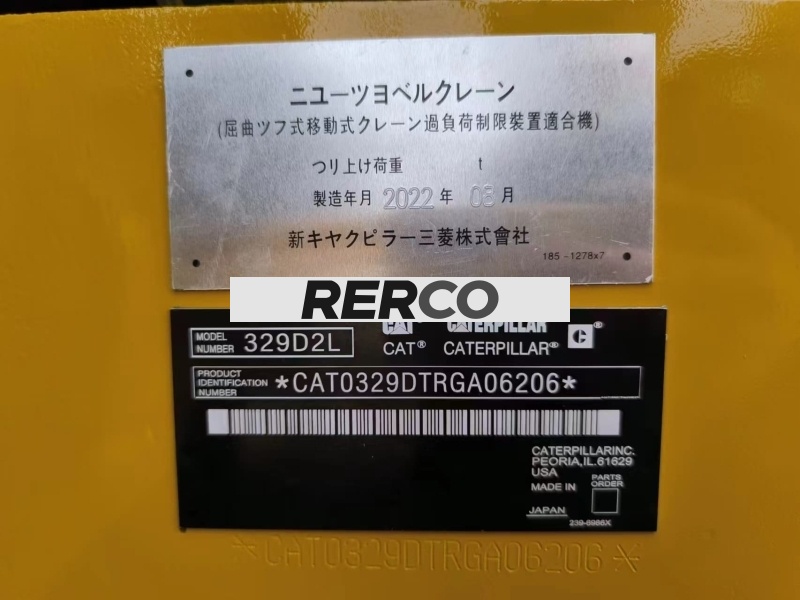 ニユーツヨベルクレーン
(屈曲ツフ式移動式クレーン過負荷制限装置適合機)
つり上げ荷重 t
製造年月 2022 年 08 月
新キヤクピラー三菱株式會社
185-1278x7
RERCO
MODEL NUMBER 329D2L
CAT CATERPILLAR C ®
CAT® CATERPILLAR®
PRODUCT IDENTIFICATION NUMBER *CAT0329DTRGA06206*
CATERPILLAR INC.
PEORIA,IL.61629
USA
MADE IN
JAPAN
PARTS ORDER
239-6986X
*CAT0329DTRGA06206*